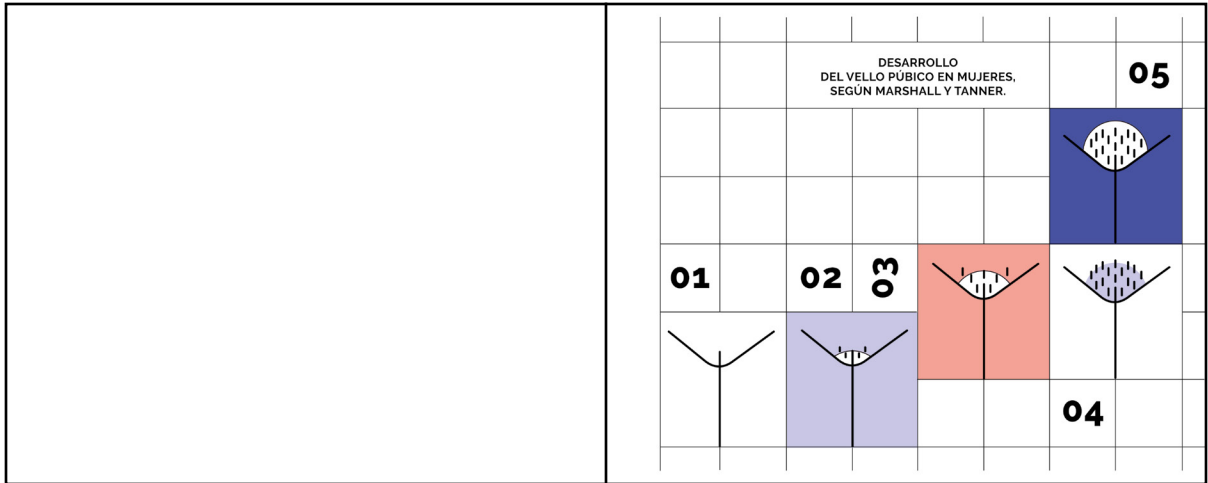 DESARROLLO
DEL VELLO PÚBICO EN MUJERES,
SEGÚN MARSHALL Y TANNER.
05
01
02
03
04